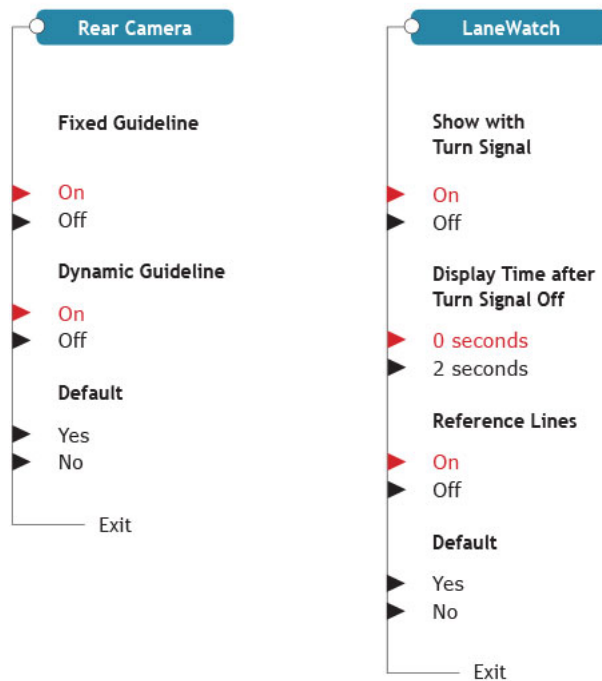 Rear Camera
Fixed Guideline
On
Off
Dynamic Guideline
On
Off
Default
Yes
No
Exit
LaneWatch
Show with
Turn Signal
On
Off
Display Time after
Turn Signal Off
0 seconds
2 seconds
Reference Lines
On
Off
Default
Yes
No
Exit